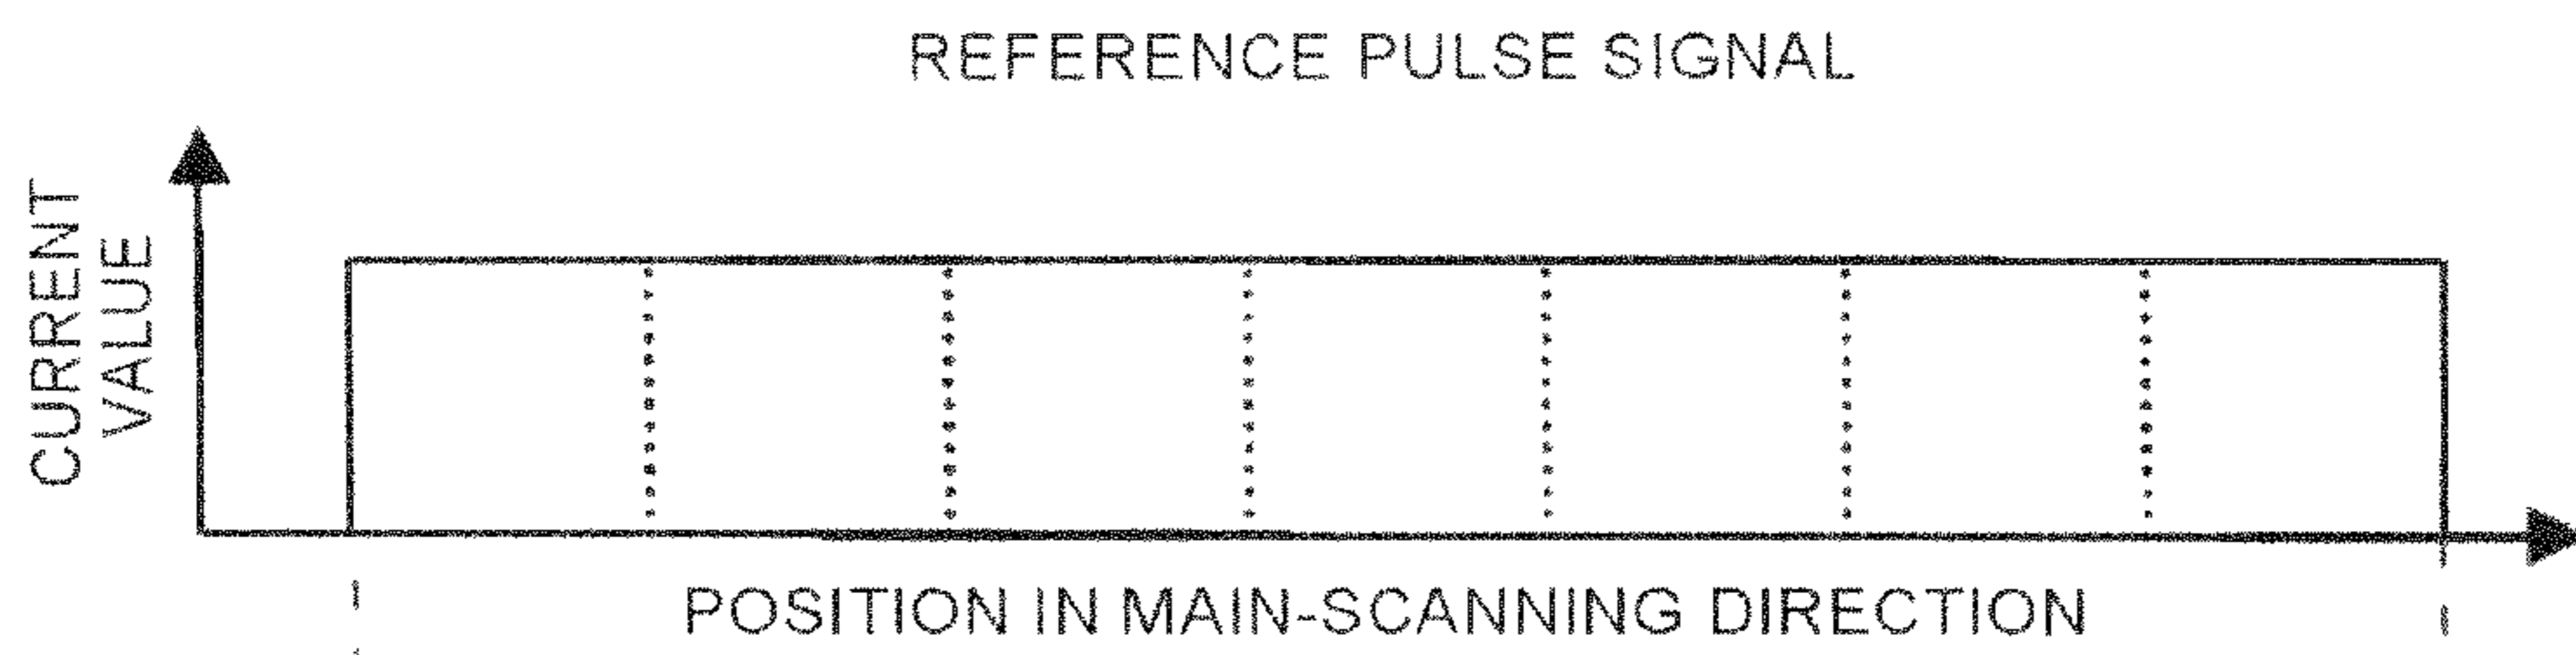 REFERENCE PULSE SIGNAL
CURRENT
VALUE
POSITION IN MAIN-SCANNING DIRECTION